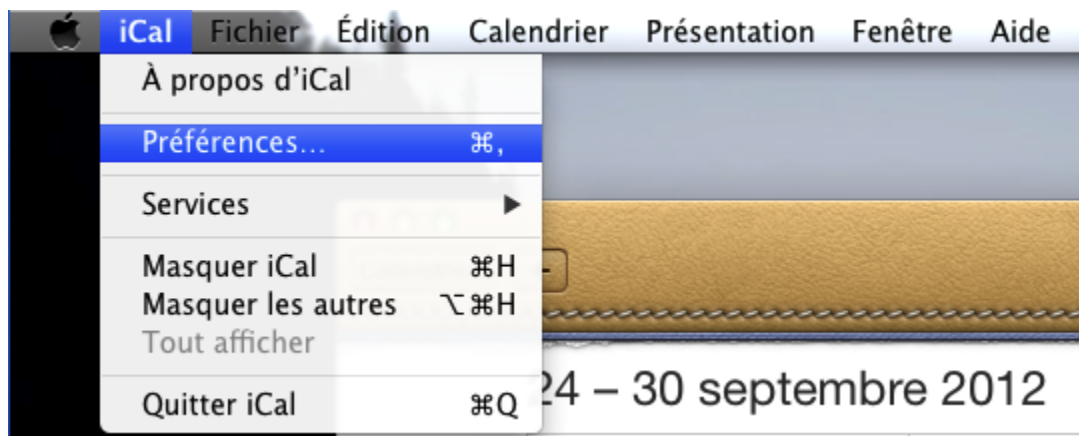 iCal Fichier Édition Calendrier Présentation Fenêtre Aide
À propos d'iCal
Préférences... ⌘,
Services ▶
Masquer iCal ⌘H
Masquer les autres ⌥⌘H
Tout afficher
Quitter iCal ⌘Q
24 – 30 septembre 2012